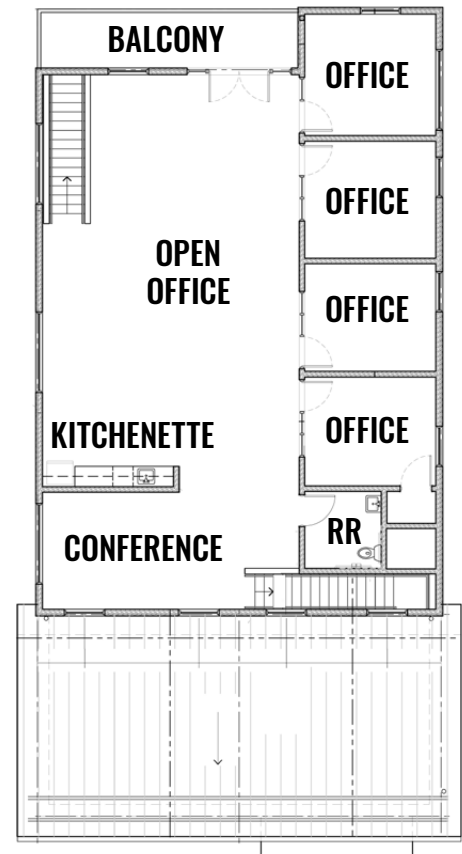 BALCONY
OFFICE
OFFICE
OPEN
OFFICE
OFFICE
KITCHENETTE
OFFICE
CONFERENCE
RR